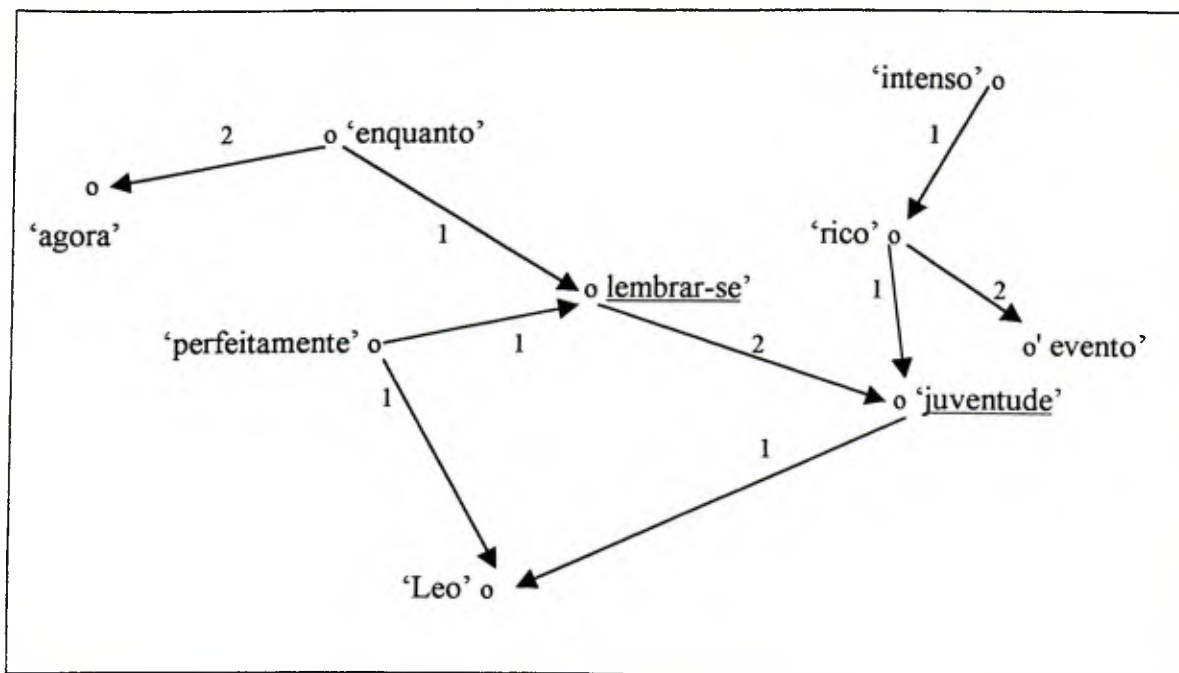 ‘intenso’ o
1
2
o ‘enquanto’
o
‘agora’
1
‘rico’ o
1
2
o lembrar-se’
‘perfeitamente’ o
1
2
o' evento’
1
o ‘juventude’
1
‘Leo’ o